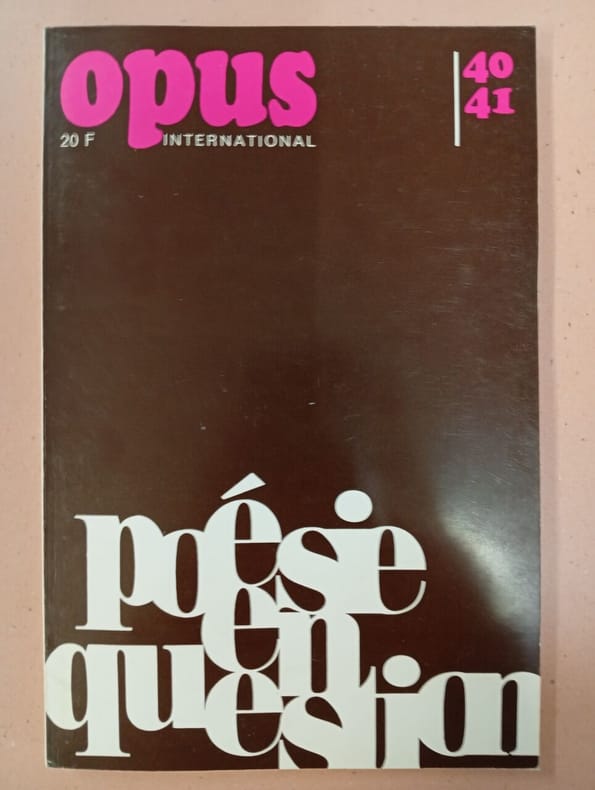 opus
40
41
20 F INTERNATIONAL
poésie
en
question